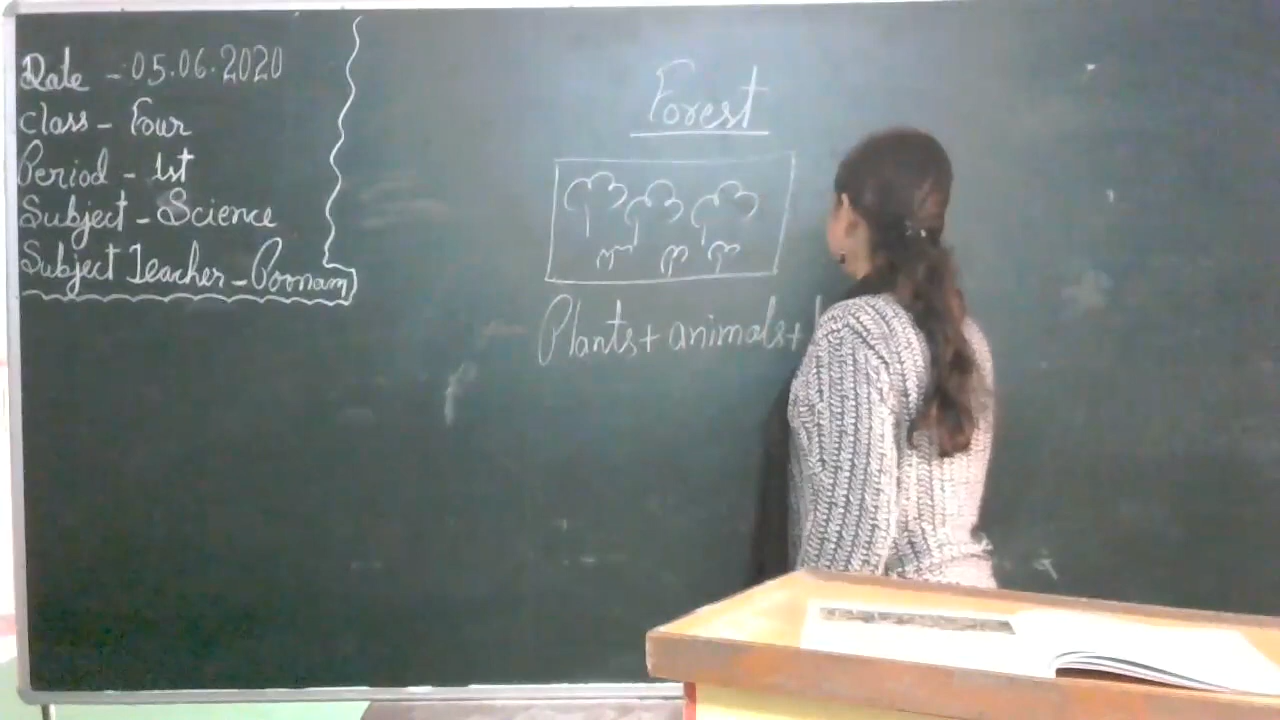 Date - 05.06.2020
Class - Four
Period - 1st
Subject - Science
Subject Teacher - Poonam
Forest
Plants + animals +